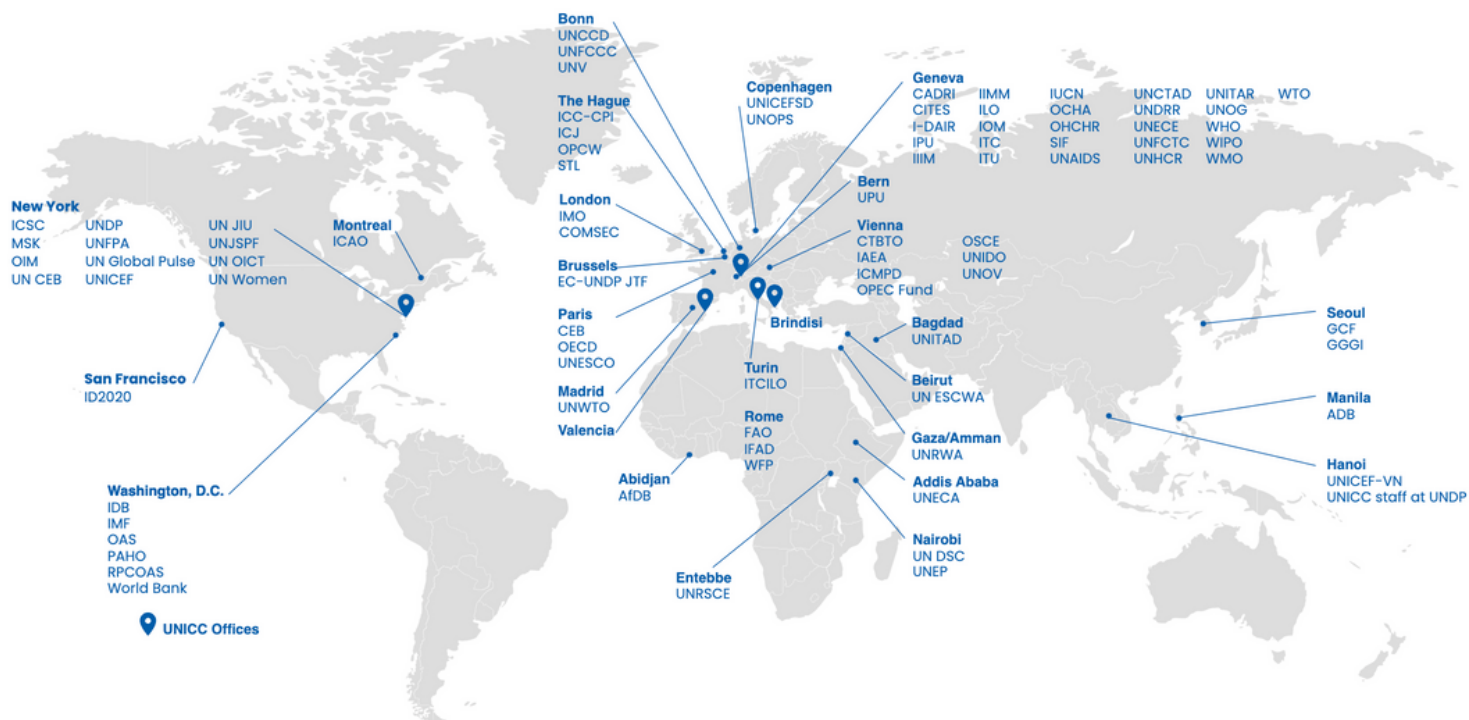 Bonn
UNCCD
UNFCCC
UNV
The Hague
ICC-CPI
ICJ
OPCW
STL
Copenhagen
UNICEFSD
UNOPS
Geneva
CADRI IIMM IUCN UNCTAD UNITAR WTO
CITES ILO OCHA UNDRR UNOG
I-DAIR IOM OHCHR UNECE WHO
IPU ITC SIF UNFCTC WIPO
IIIM ITU UNAIDS UNHCR WMO
Bern
UPU
New York
ICSC UNDP UN JIU
MSK UNFPA UNJSPF
OIM UN Global Pulse UN OICT
UN CEB UNICEF UN Women
Montreal
ICAO
London
IMO
COMSEC
Vienna
CTBTO OSCE
IAEA UNIDO
ICMPD UNOV
OPEC Fund
Brussels
EC-UNDP JTF
Paris
CEB
OECD
UNESCO
Brindisi
Bagdad
UNITAD
Seoul
GCF
GGGI
San Francisco
ID2020
Madrid
UNWTO
Valencia
Turin
ITCILO
Beirut
UN ESCWA
Manila
ADB
Rome
FAO
IFAD
WFP
Gaza/Amman
UNRWA
Hanoi
UNICEF-VN
UNICC staff at UNDP
Abidjan
AfDB
Addis Ababa
UNECA
Washington, D.C.
IDB
IMF
OAS
PAHO
RPCOAS
World Bank
Nairobi
UN DSC
UNEP
Entebbe
UNRSCE
UNICC Offices